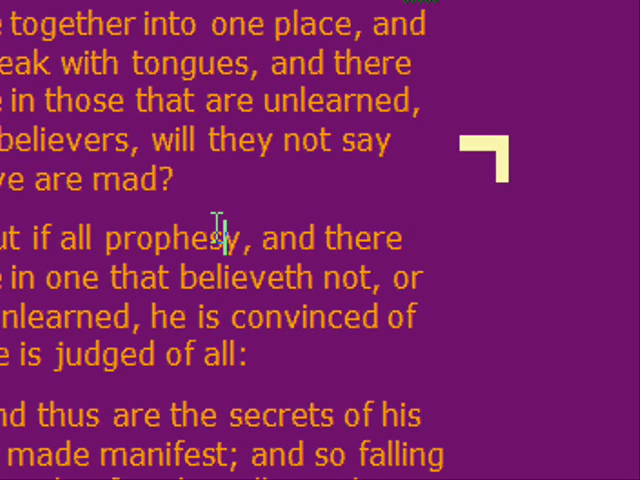 together into one place, and
eak with tongues, and there
in those that are unlearned,
believers, will they not say
ye are mad?
ut if all prophesy, and there
e in one that believeth not, or
nlearned, he is convinced of
e is judged of all:
nd thus are the secrets of his
made manifest; and so falling